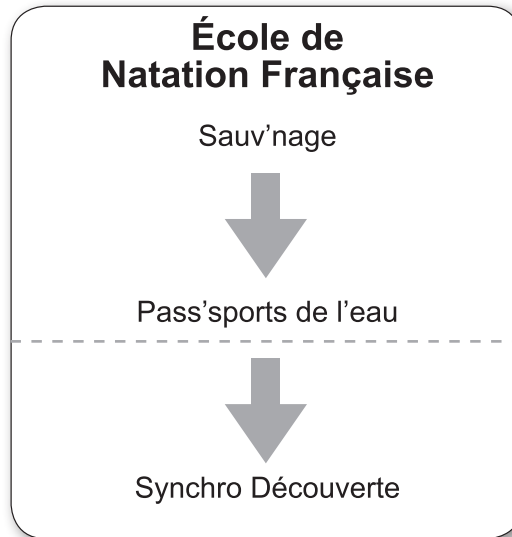 École de
Natation Française
Sauv’nage
Pass’sports de l’eau
Synchro Découverte